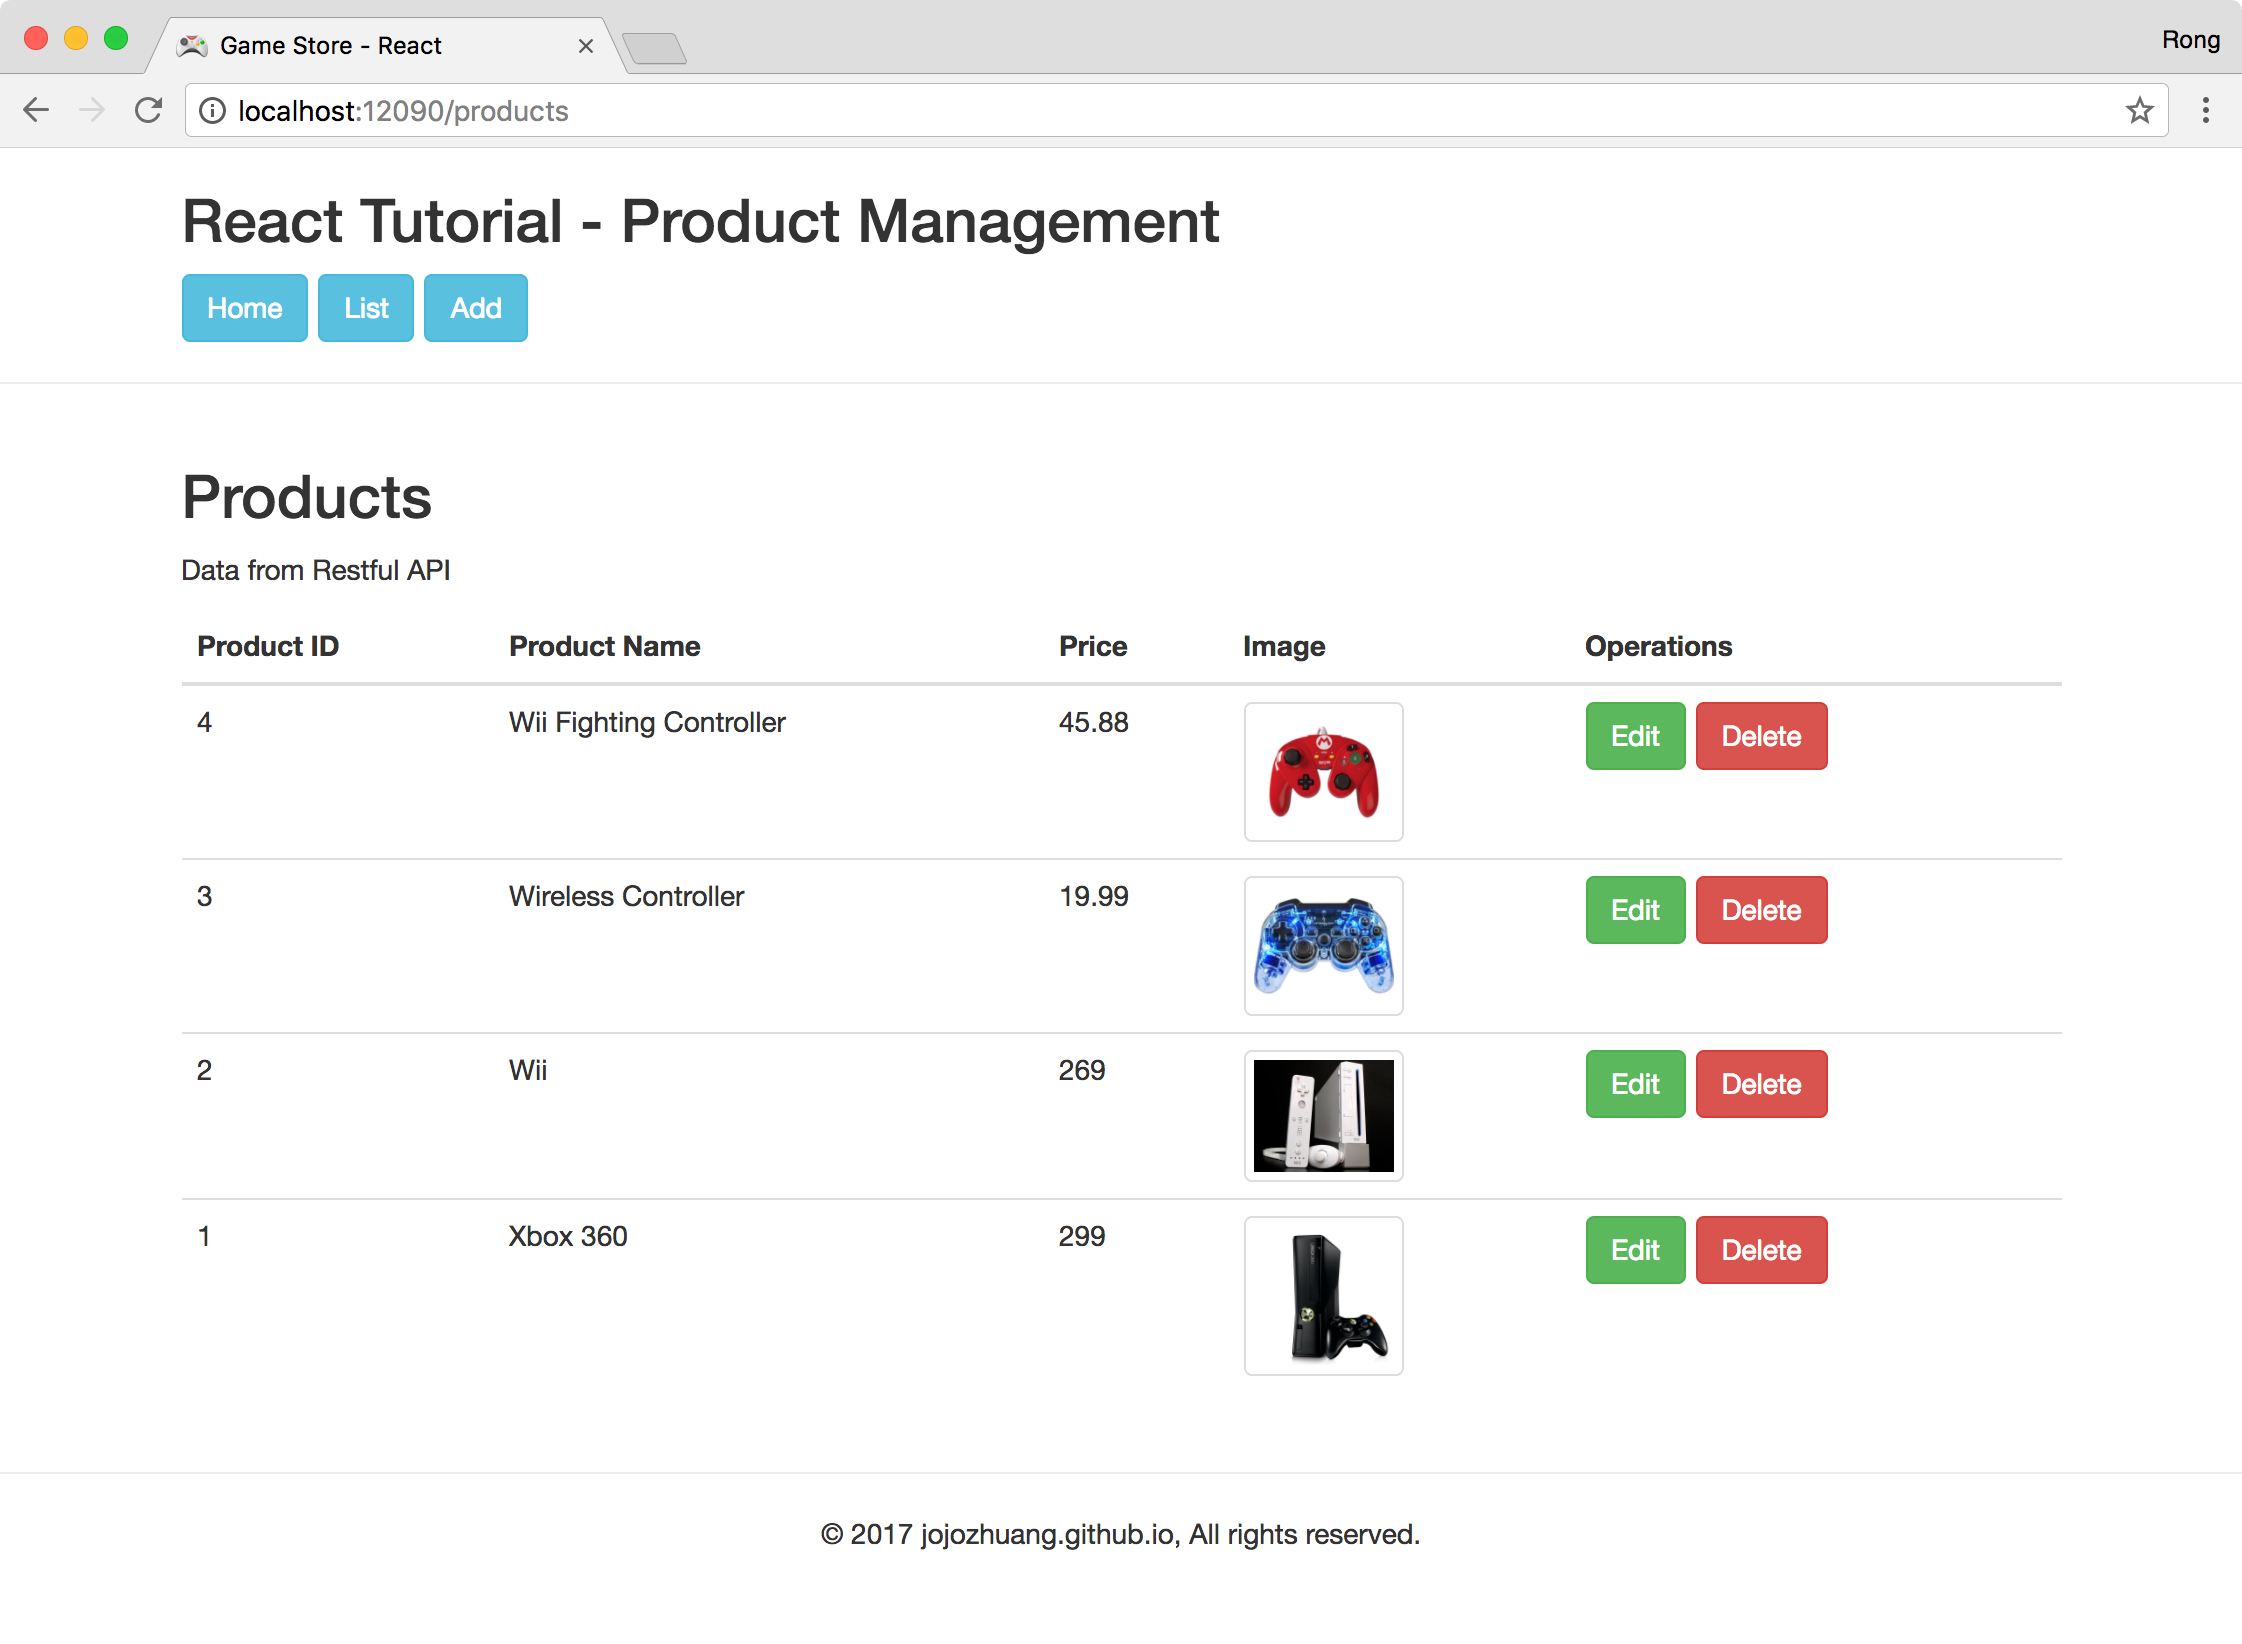 Game Store - React
Rong
localhost:12090/products
React Tutorial - Product Management
Home List Add
Products
Data from Restful API
Product ID Product Name Price Image Operations
4 Wii Fighting Controller 45.88 Edit Delete
3 Wireless Controller 19.99 Edit Delete
2 Wii 269 Edit Delete
1 Xbox 360 299 Edit Delete
© 2017 jojozhuang.github.io, All rights reserved.